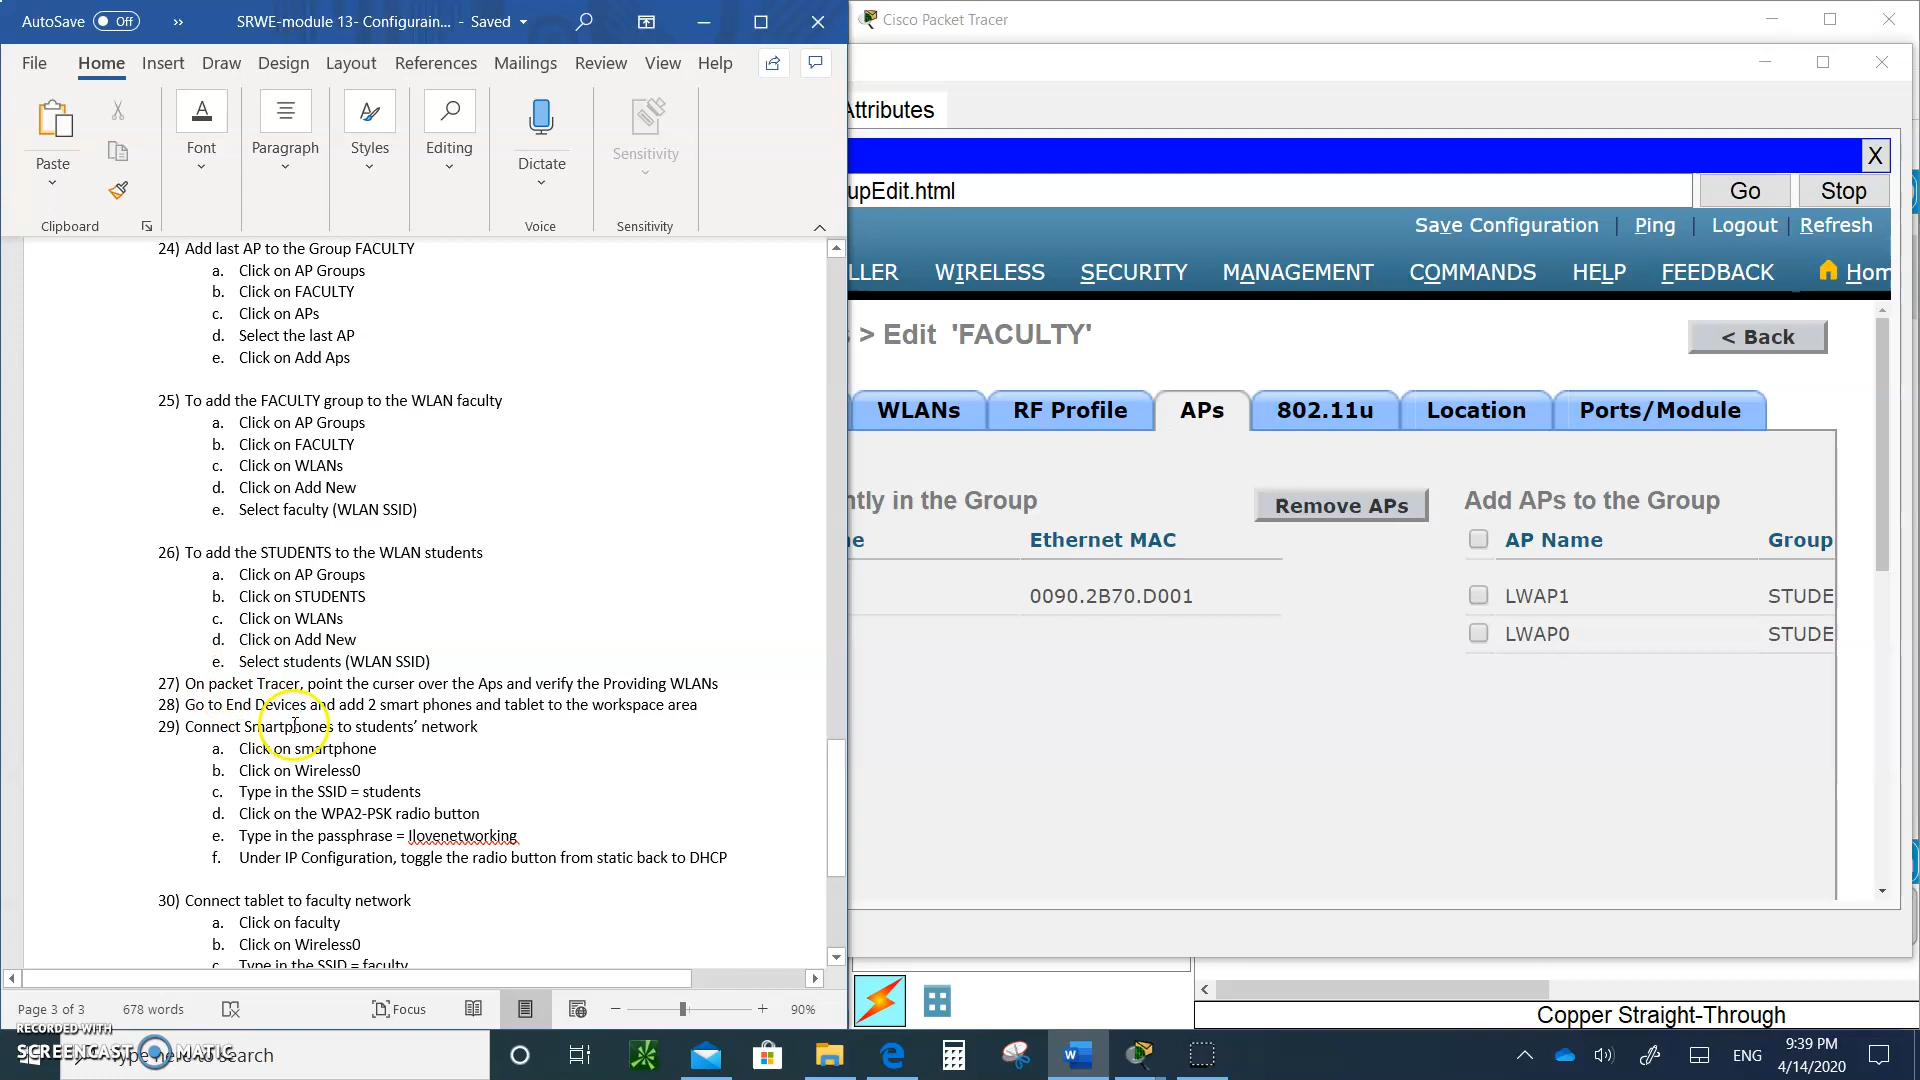 AutoSave Off SRWE-module 13- Configurain... - Saved
File Home Insert Draw Design Layout References Mailings Review View Help
Paste
Font
Paragraph
Styles
Editing
Dictate
Sensitivity
Clipboard
Voice
Sensitivity
24) Add last AP to the Group FACULTY
a. Click on AP Groups
b. Click on FACULTY
c. Click on APs
d. Select the last AP
e. Click on Add Aps
25) To add the FACULTY group to the WLAN faculty
a. Click on AP Groups
b. Click on FACULTY
c. Click on WLANs
d. Click on Add New
e. Select faculty (WLAN SSID)
26) To add the STUDENTS to the WLAN students
a. Click on AP Groups
b. Click on STUDENTS
c. Click on WLANs
d. Click on Add New
e. Select students (WLAN SSID)
27) On packet Tracer, point the curser over the Aps and verify the Providing WLANs
28) Go to End Devices and add 2 smart phones and tablet to the workspace area
29) Connect Smartphones to students' network
a. Click on smartphone
b. Click on Wireless0
c. Type in the SSID = students
d. Click on the WPA2-PSK radio button
e. Type in the passphrase = Ilovenetworking
f. Under IP Configuration, toggle the radio button from static back to DHCP
30) Connect tablet to faculty network
a. Click on faculty
b. Click on Wireless0
c. Type in the SSID = faculty
Page 3 of 3 678 words Focus 90%
Cisco Packet Tracer
Attributes
X
upEdit.html Go Stop
Save Configuration | Ping | Logout | Refresh
LLER WIRELESS SECURITY MANAGEMENT COMMANDS HELP FEEDBACK Hom
> Edit 'FACULTY' < Back
WLANs RF Profile APs 802.11u Location Ports/Module
ntly in the Group Remove APs Add APs to the Group
ne Ethernet MAC AP Name Group
0090.2B70.D001 LWAP1 STUDE
LWAP0 STUDE
Copper Straight-Through
RECORDED WITH
SCREENCAST MATIC
Type here to search
ENG
9:39 PM
4/14/2020